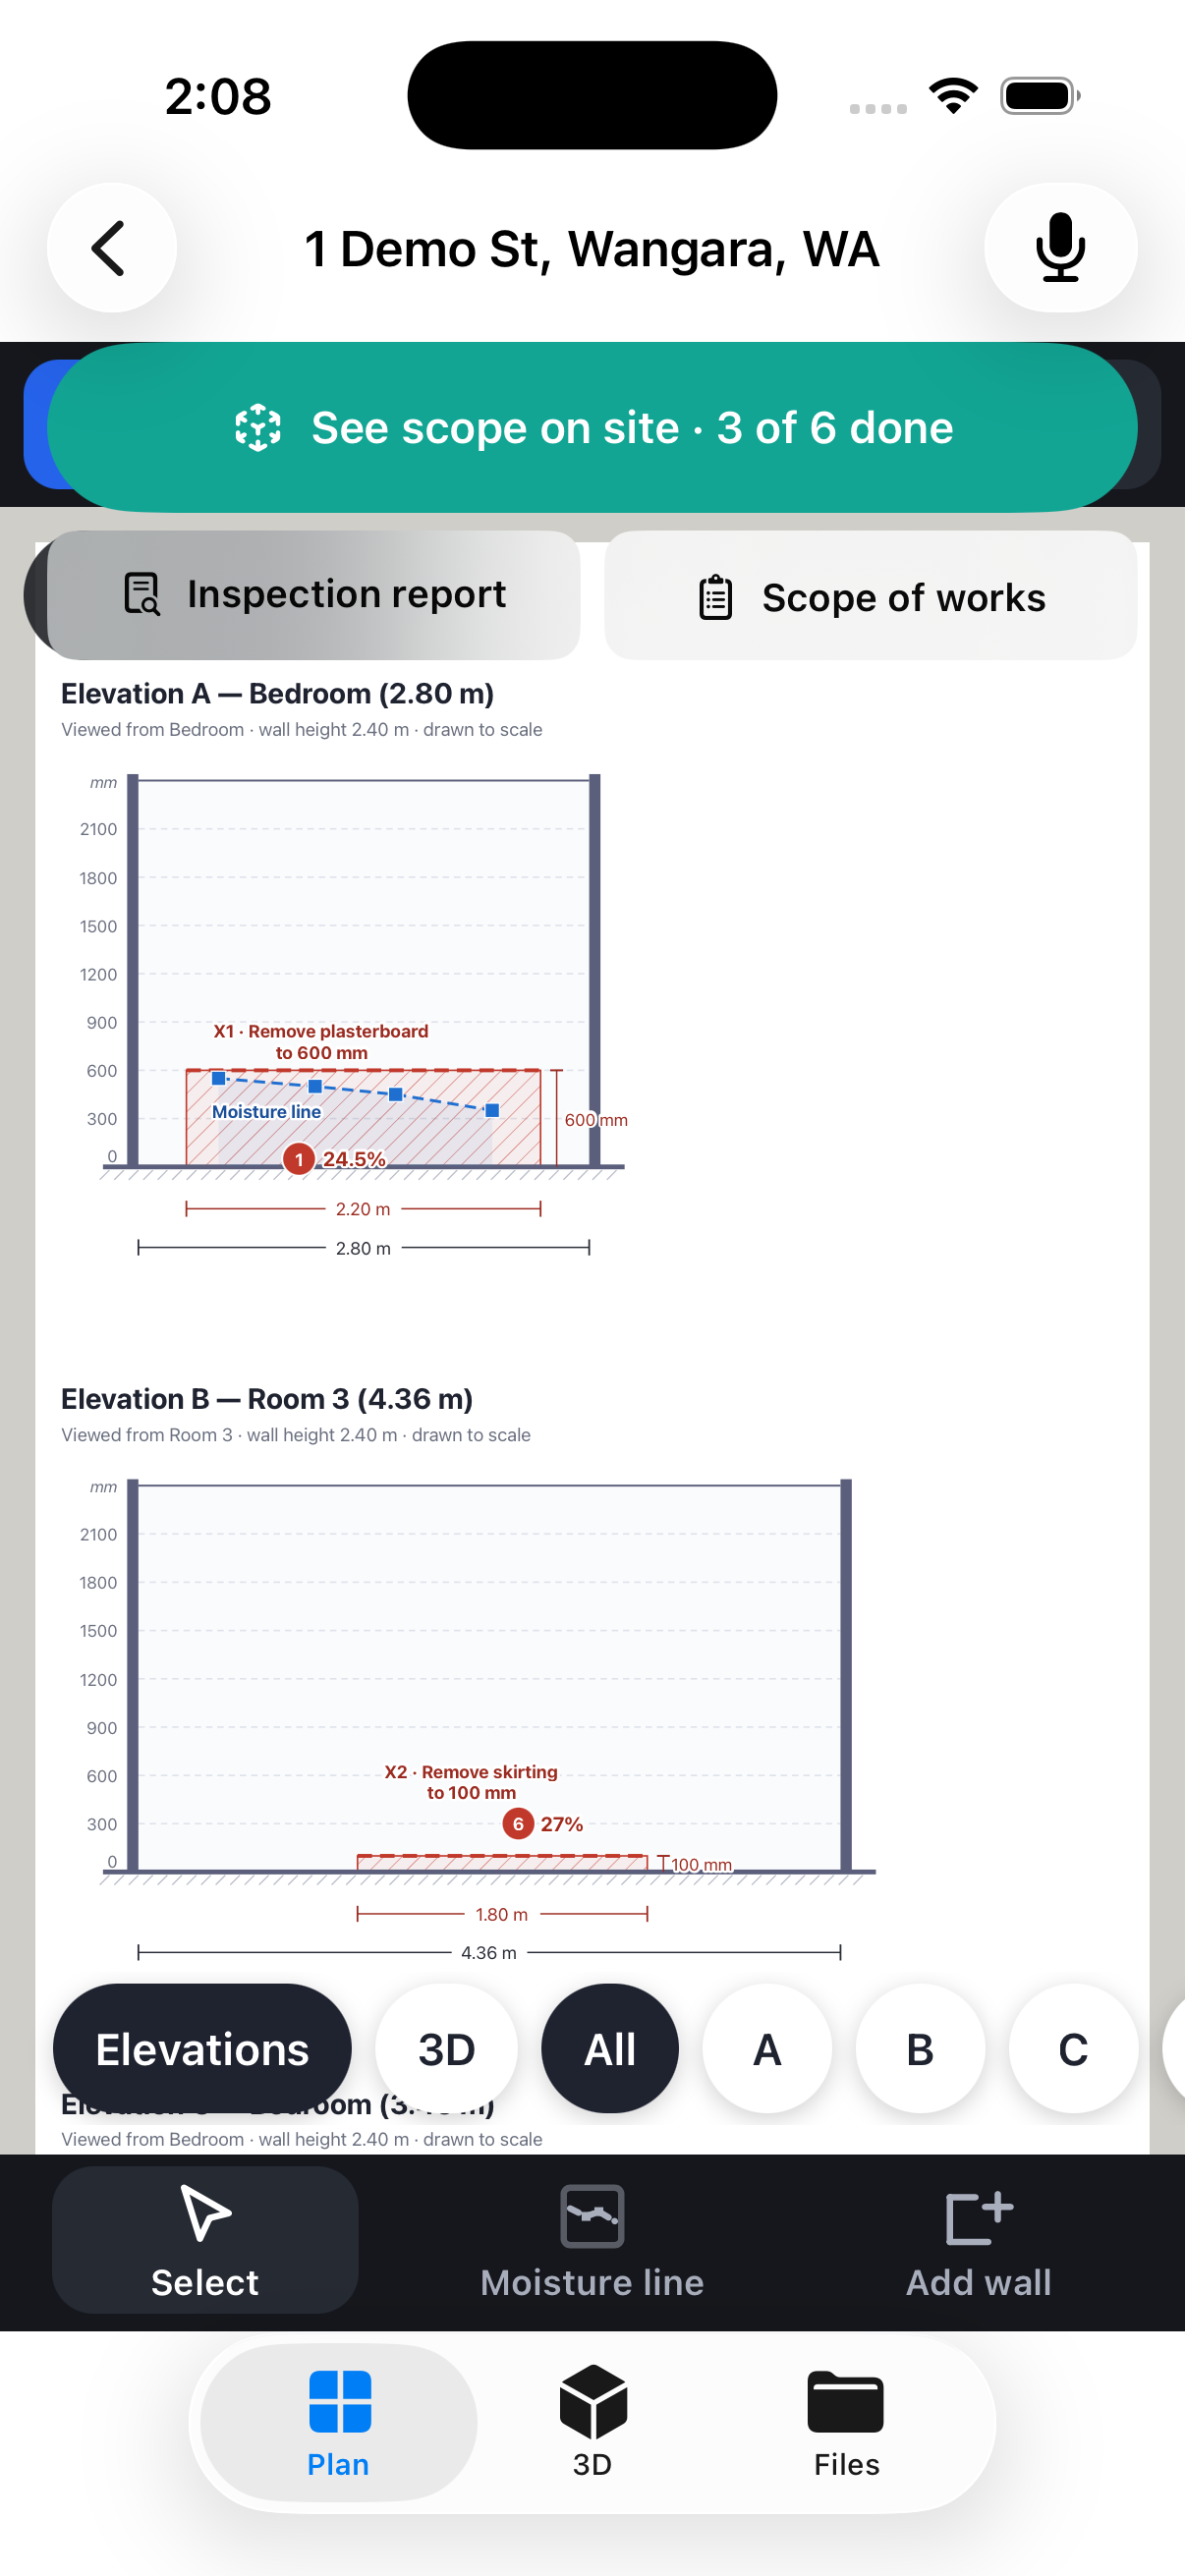 2:08
1 Demo St, Wangara, WA
See scope on site · 3 of 6 done
Inspection report
Scope of works
Elevation A — Bedroom (2.80 m)
Viewed from Bedroom · wall height 2.40 m · drawn to scale
mm
2100
1800
1500
1200
900
X1 · Remove plasterboard
to 600 mm
600
Moisture line
300
600 mm
0
1
24.5%
2.20 m
2.80 m
Elevation B — Room 3 (4.36 m)
Viewed from Room 3 · wall height 2.40 m · drawn to scale
mm
2100
1800
1500
1200
900
600
X2 · Remove skirting
to 100 mm
300
6
27%
0
100 mm
1.80 m
4.36 m
Elevations
3D
All
A
B
C
Bedroom
Viewed from Bedroom · wall height 2.40 m · drawn to scale
Select
Moisture line
Add wall
Plan
3D
Files